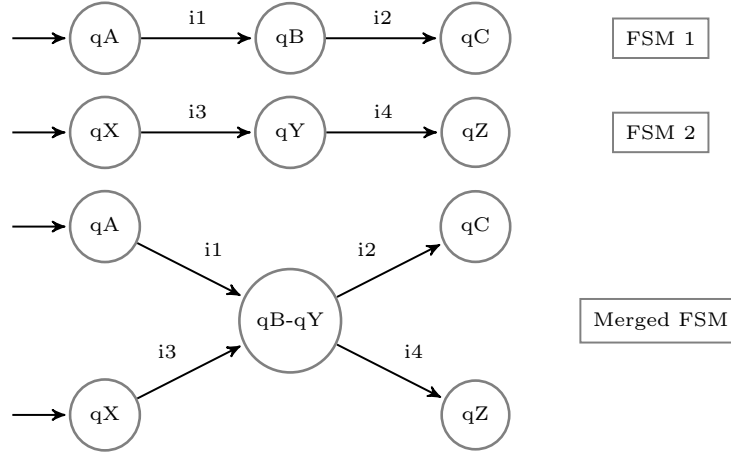 i1 i2
qA qB qC FSM 1
i3 i4
qX qY qZ FSM 2
qA qC
i1 i2
qB-qY Merged FSM
i3 i4
qX qZ